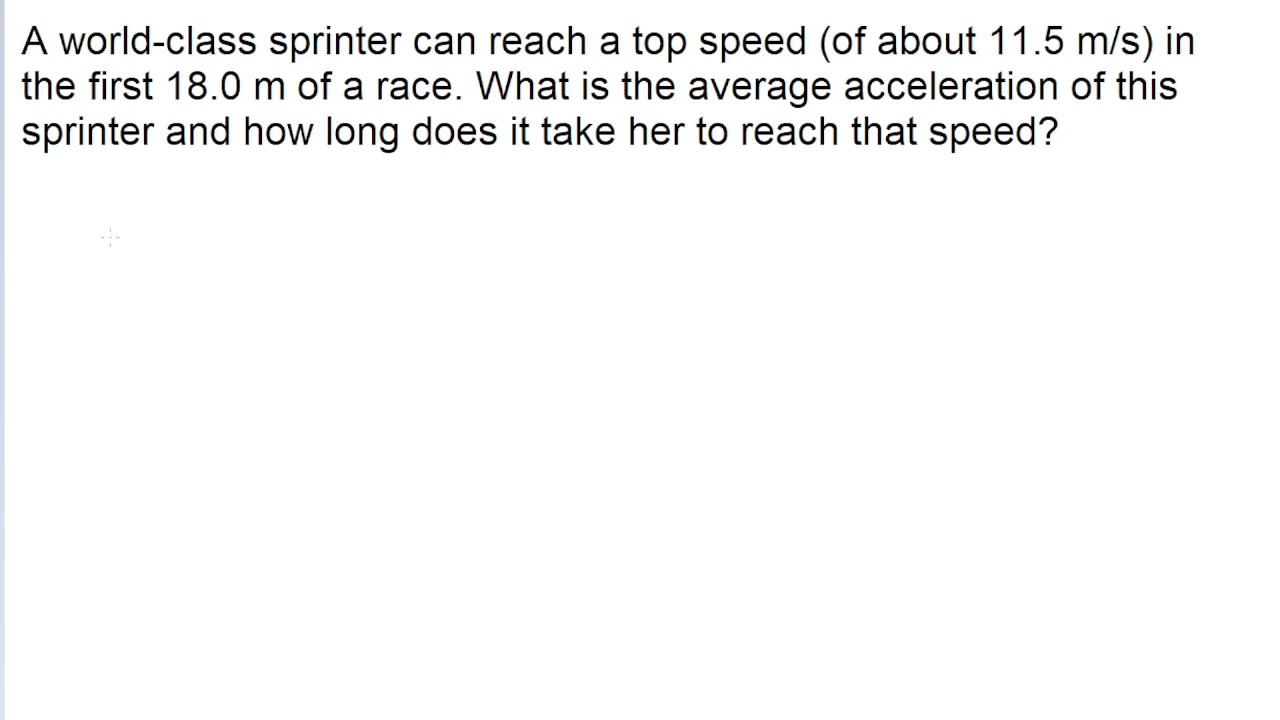 A world-class sprinter can reach a top speed (of about 11.5 m/s) in
the first 18.0 m of a race. What is the average acceleration of this
sprinter and how long does it take her to reach that speed?